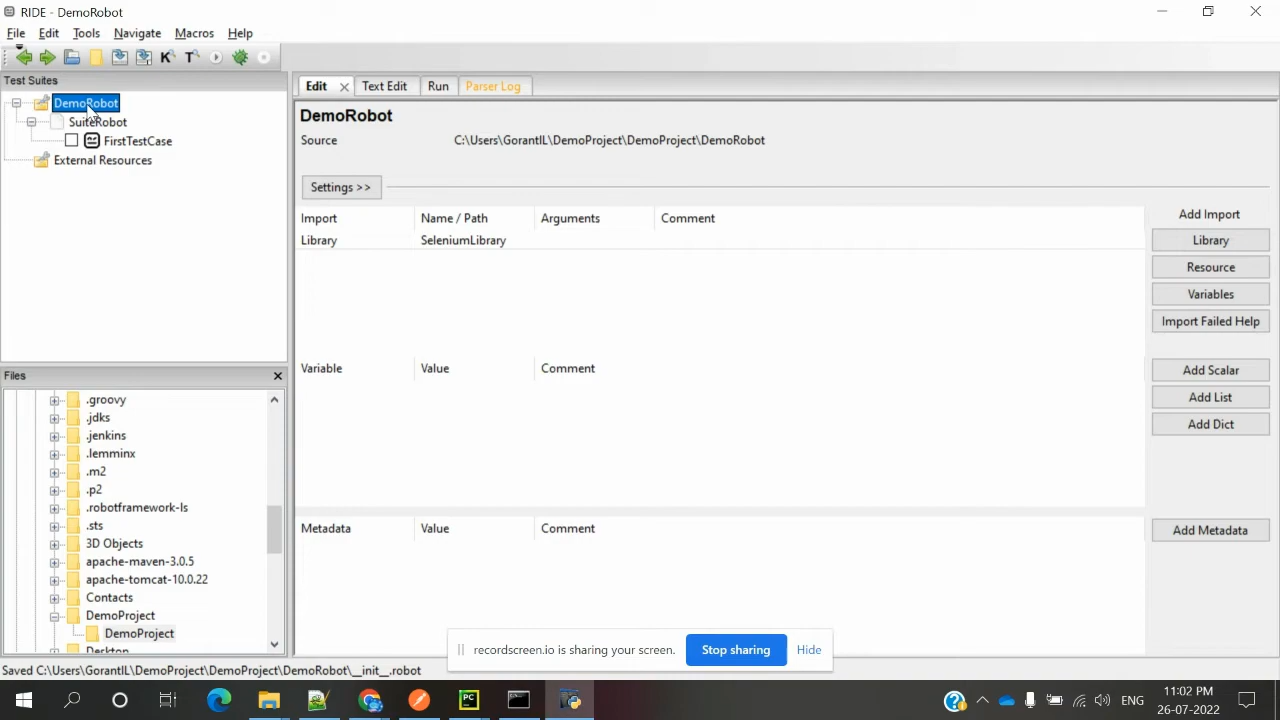 RIDE - DemoRobot
File Edit Tools Navigate Macros Help
K T
Test Suites
DemoRobot
SuiteRobot
FirstTestCase
External Resources
Files
.groovy
.jdks
.jenkins
.lemminx
.m2
.p2
.robotframework-ls
.sts
3D Objects
apache-maven-3.0.5
apache-tomcat-10.0.22
Contacts
DemoProject
DemoProject
Desktop
Edit Text Edit Run Parser Log
DemoRobot
Source C:\Users\GorantlL\DemoProject\DemoProject\DemoRobot
Settings >>
Import Name / Path Arguments Comment
Library SeleniumLibrary
Variable Value Comment
Metadata Value Comment
Add Import
Library
Resource
Variables
Import Failed Help
Add Scalar
Add List
Add Dict
Add Metadata
recordscreen.io is sharing your screen. Stop sharing Hide
Saved C:\Users\GorantlL\DemoProject\DemoProject\DemoRobot\__init__.robot
PC
ENG
11:02 PM
26-07-2022